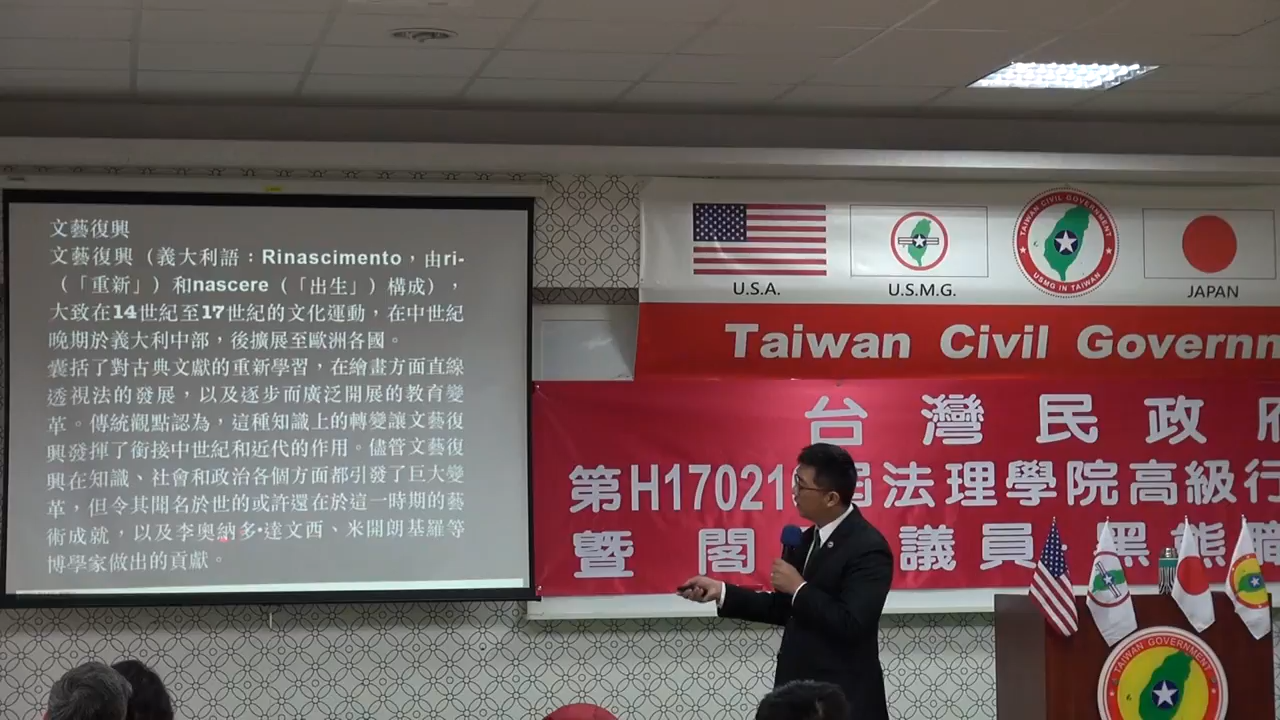 文藝復興
文藝復興（義大利語：Rinascimento，由ri-
（「重新」）和nascere（「出生」）構成），
大致在14世紀至17世紀的文化運動，在中世紀
晚期於義大利中部，後擴展至歐洲各國。
囊括了對古典文獻的重新學習，在繪畫方面直線
透視法的發展，以及逐步而廣泛開展的教育變
革。傳統觀點認為，這種知識上的轉變讓文藝復
興發揮了銜接中世紀和近代的作用。儘管文藝復
興在知識、社會和政治各個方面都引發了巨大變
革，但令其聞名於世的或許還在於這一時期的藝
術成就，以及李奧納多•達文西、米開朗基羅等
博學家做出的貢獻。
U.S.A.
U.S.M.G.
TAIWAN CIVIL GOVERNMENT
USMG IN TAIWAN
JAPAN
Taiwan Civil Governm
台灣民政府
第H17021 屆法理學院高級行
暨閣 議員 黑熊職
TAIWAN GOVERNMENT